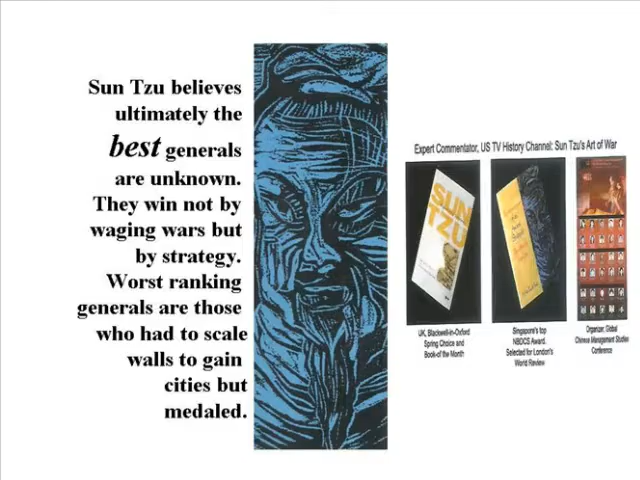 Sun Tzu believes
ultimately the
best generals
are unknown.
They win not by
waging wars but
by strategy.
Worst ranking
generals are those
who had to scale
walls to gain
cities but
medaled.
Expert Commentator, US TV History Channel: Sun Tzu's Art of War
SUN
TZU
UK, Blackwell-in-Oxford
Spring Choice and
Book-of the Month
Singapore's top
NBDCS Award.
Selected for London's
World Review
Organizer, Global
Chinese Management Studies
Conference